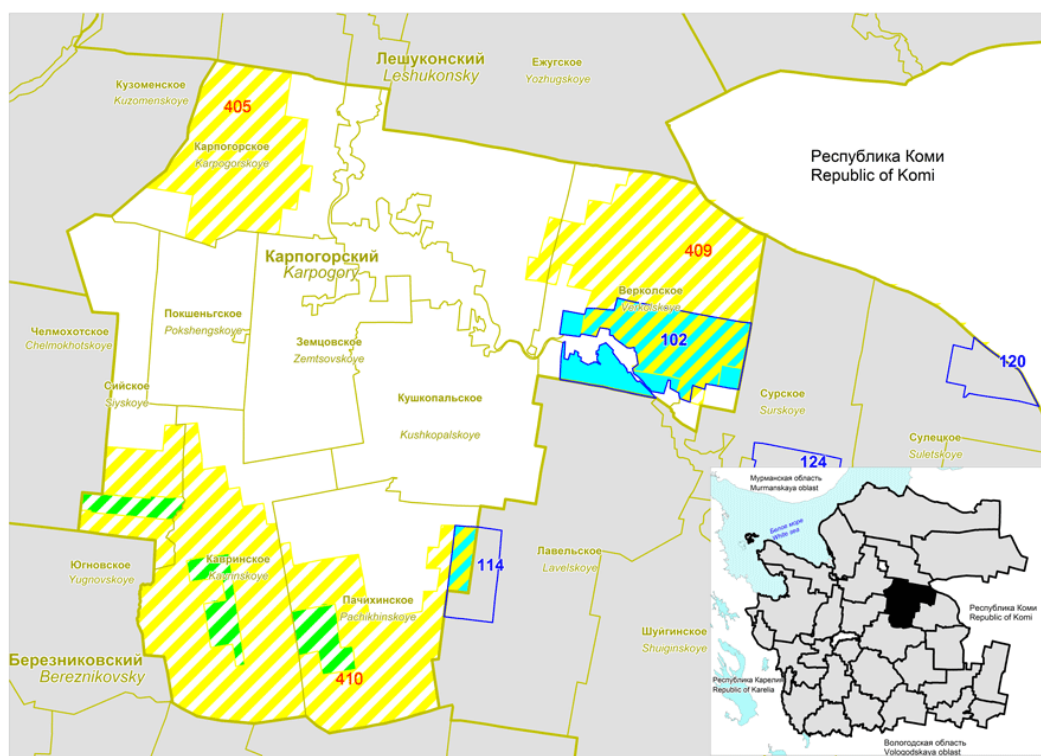 Лешуконский
Leshukonsky
Ежугское
Yozhugskoye
Кузоменское
Kuzomenskoye
405
Карпогорское
Karpogorskoye
Республика Коми
Republic of Komi
409
Карпогорский
Karpogory
Верколское
Verkolskoye
Покшеньгское
Pokshengskoye
Челмохотское
Chelmokhotskoye
Земцовское
Zemtsovskoye
102
120
Сийское
Siyskoye
Кушкопальское
Kushkopalskoye
Сурское
Surskoye
Сулецкое
Suletskoye
124
Югновское
Yugnovskoye
Кавринское
Kavrinskoye
Пачихинское
Pachikhinskoye
114
Лавельское
Lavelskoye
Шуйгинское
Shuiginskoye
Березниковский
Bereznikovsky
410
Мурманская область
Murmanskaya oblast
Белое море
White sea
Республика Коми
Republic of Komi
Республика Карелия
Republic of Karelia
Вологодская область
Vologodskaya oblast